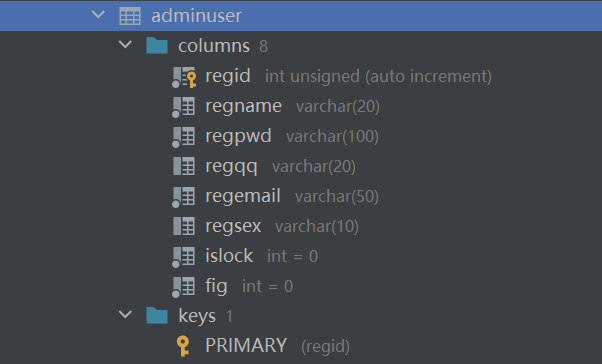 adminuser
columns 8
regid int unsigned (auto increment)
regname varchar(20)
regpwd varchar(100)
regqq varchar(20)
regemail varchar(50)
regsex varchar(10)
islock int = 0
fig int = 0
keys 1
PRIMARY (regid)